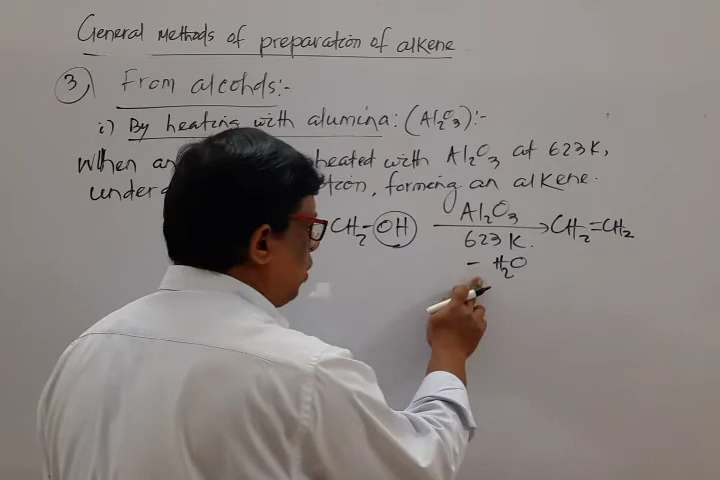 General Methods of preparation of alkene
3) From alcohols:-
i) By heating with alumina: (Al₂O₃):-
When an heated with Al₂O₃ at 623K,
under tion, forming an alkene.
CH₂-OH Al₂O₃ → CH₂=CH₂
623 K.
- H₂O